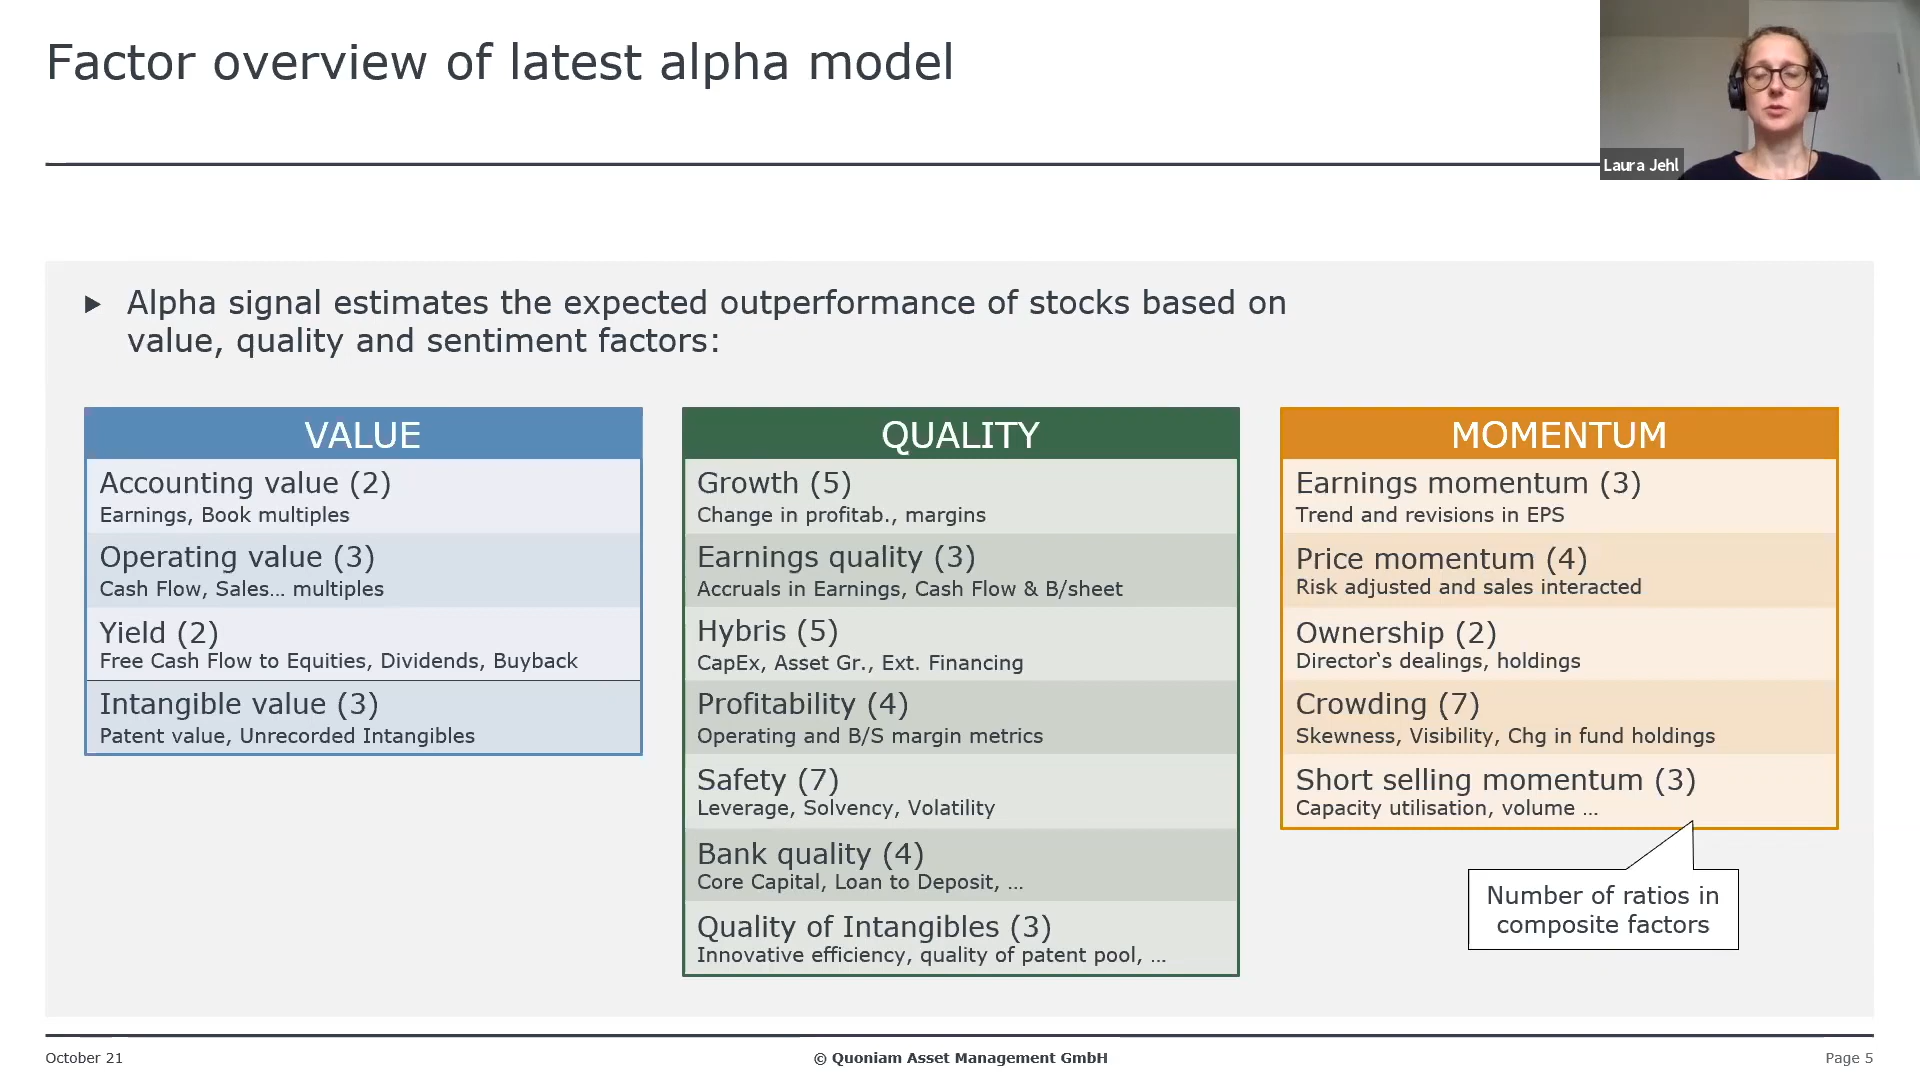 Factor overview of latest alpha model
Laura Jehl
▶ Alpha signal estimates the expected outperformance of stocks based on
value, quality and sentiment factors:
VALUE
Accounting value (2)
Earnings, Book multiples
Operating value (3)
Cash Flow, Sales... multiples
Yield (2)
Free Cash Flow to Equities, Dividends, Buyback
Intangible value (3)
Patent value, Unrecorded Intangibles
QUALITY
Growth (5)
Change in profitab., margins
Earnings quality (3)
Accruals in Earnings, Cash Flow & B/sheet
Hybris (5)
CapEx, Asset Gr., Ext. Financing
Profitability (4)
Operating and B/S margin metrics
Safety (7)
Leverage, Solvency, Volatility
Bank quality (4)
Core Capital, Loan to Deposit, ...
Quality of Intangibles (3)
Innovative efficiency, quality of patent pool, ...
MOMENTUM
Earnings momentum (3)
Trend and revisions in EPS
Price momentum (4)
Risk adjusted and sales interacted
Ownership (2)
Director‘s dealings, holdings
Crowding (7)
Skewness, Visibility, Chg in fund holdings
Short selling momentum (3)
Capacity utilisation, volume ...
Number of ratios in
composite factors
October 21
© Quoniam Asset Management GmbH
Page 5